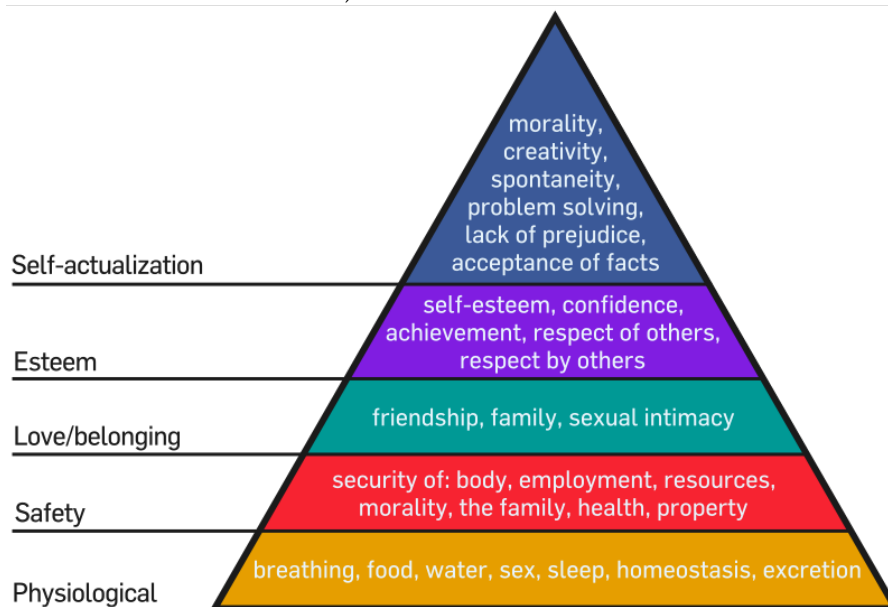 morality,
creativity,
spontaneity,
problem solving,
lack of prejudice,
acceptance of facts
Self-actualization
self-esteem, confidence,
achievement, respect of others,
respect by others
Esteem
friendship, family, sexual intimacy
Love/belonging
security of: body, employment, resources,
morality, the family, health, property
Safety
breathing, food, water, sex, sleep, homeostasis, excretion
Physiological